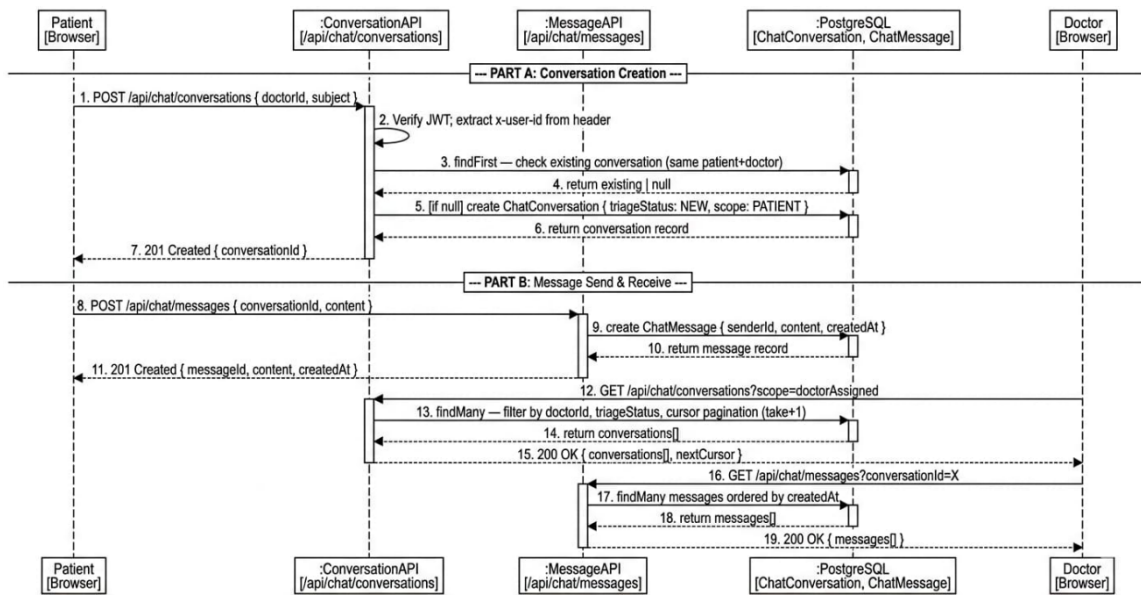 Patient
[Browser]
:ConversationAPI
[/api/chat/conversations]
:MessageAPI
[/api/chat/messages]
:PostgreSQL
[ChatConversation, ChatMessage]
Doctor
[Browser]
--- PART A: Conversation Creation ---
1. POST /api/chat/conversations { doctorId, subject }
2. Verify JWT; extract x-user-id from header
3. findFirst — check existing conversation (same patient+doctor)
4. return existing | null
5. [if null] create ChatConversation { triageStatus: NEW, scope: PATIENT }
6. return conversation record
7. 201 Created { conversationId }
--- PART B: Message Send & Receive ---
8. POST /api/chat/messages { conversationId, content }
9. create ChatMessage { senderId, content, createdAt }
10. return message record
11. 201 Created { messageId, content, createdAt }
12. GET /api/chat/conversations?scope=doctorAssigned
13. findMany — filter by doctorId, triageStatus, cursor pagination (take+1)
14. return conversations[]
15. 200 OK { conversations[], nextCursor }
16. GET /api/chat/messages?conversationId=X
17. findMany messages ordered by createdAt
18. return messages[]
19. 200 OK { messages[] }
Patient
[Browser]
:ConversationAPI
[/api/chat/conversations]
:MessageAPI
[/api/chat/messages]
:PostgreSQL
[ChatConversation, ChatMessage]
Doctor
[Browser]